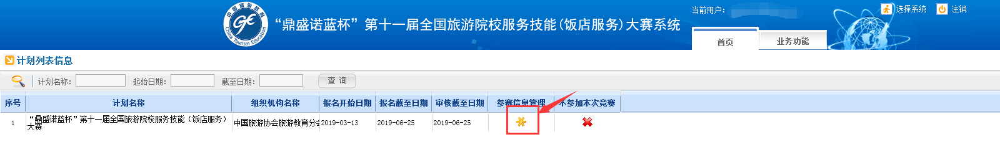 中国旅游教育
China Tourism Education
“鼎盛诺蓝杯”第十一届全国旅游院校服务技能(饭店服务)大赛系统
当前用户：
选择系统
注销
首页
业务功能
计划列表信息
计划名称:
起始日期:
截至日期:
查 询
序号 计划名称 组织机构名称 报名开始日期 报名截至日期 审核截至日期 参赛信息管理 不参加本次竞赛
1 “鼎盛诺蓝杯”第十一届全国旅游院校服务技能（饭店服务）
大赛
中国旅游协会旅游教育分会 2019-03-13 2019-06-25 2019-06-25